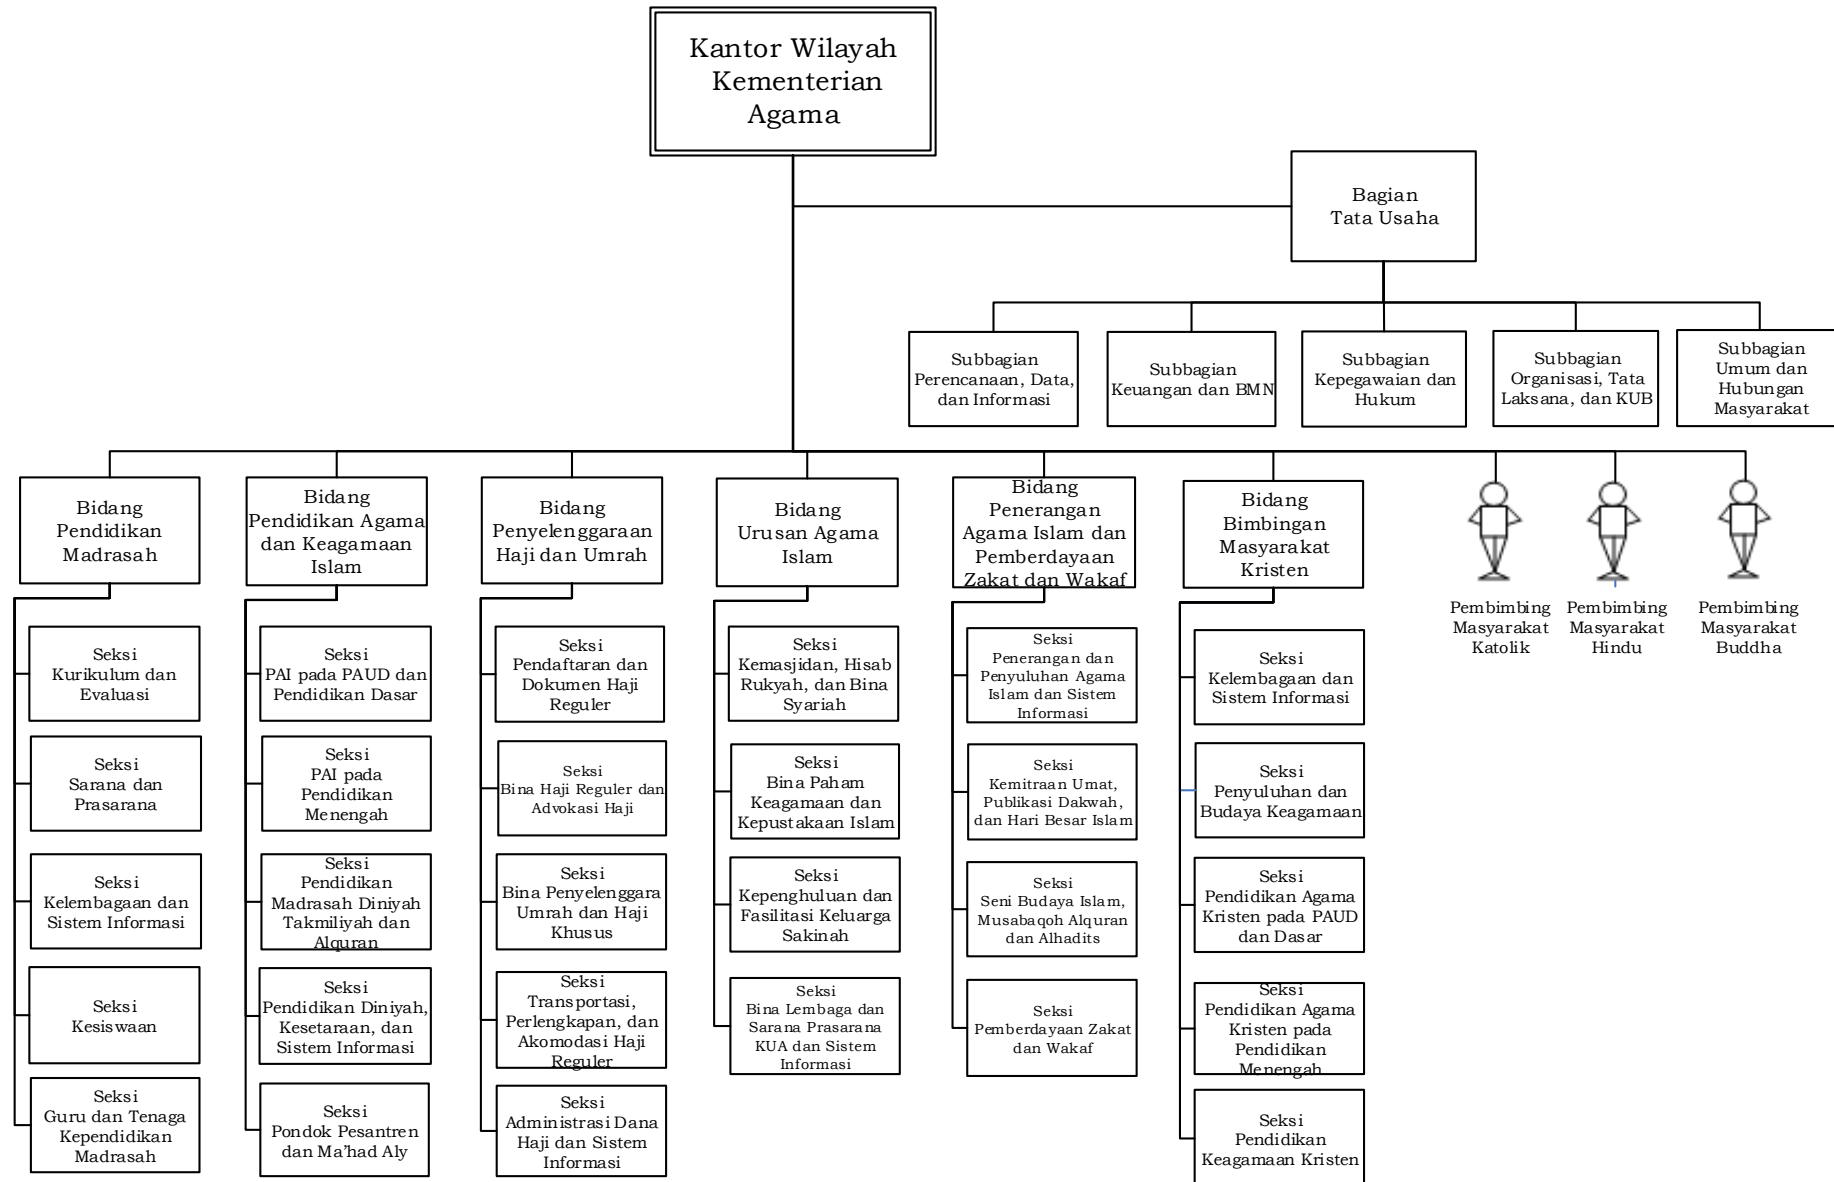 Kantor Wilayah
Kementerian
Agama
Bagian
Tata Usaha
Subbagian
Perencanaan, Data,
dan Informasi
Subbagian
Keuangan dan BMN
Subbagian
Kepegawaian dan
Hukum
Subbagian
Organisasi, Tata
Laksana, dan KUB
Subbagian
Umum dan
Hubungan
Masyarakat
Bidang
Pendidikan
Madrasah
Bidang
Pendidikan Agama
dan Keagamaan
Islam
Bidang
Penyelenggaraan
Haji dan Umrah
Bidang
Urusan Agama
Islam
Bidang
Penerangan
Agama Islam dan
Pemberdayaan
Zakat dan Wakaf
Bidang
Bimbingan
Masyarakat
Kristen
Pembimbing
Masyarakat
Katolik
Pembimbing
Masyarakat
Hindu
Pembimbing
Masyarakat
Buddha
Seksi
Kurikulum dan
Evaluasi
Seksi
Sarana dan
Prasarana
Seksi
Kelembagaan dan
Sistem Informasi
Seksi
Kesiswaan
Seksi
Guru dan Tenaga
Kependidikan
Madrasah
Seksi
PAI pada PAUD dan
Pendidikan Dasar
Seksi
PAI pada
Pendidikan
Menengah
Seksi
Pendidikan
Madrasah Diniyah
Takmiliyah dan
Alquran
Seksi
Pendidikan Diniyah,
Kesetaraan, dan
Sistem Informasi
Seksi
Pondok Pesantren
dan Ma’had Aly
Seksi
Pendaftaran dan
Dokumen Haji
Reguler
Seksi
Bina Haji Reguler dan
Advokasi Haji
Seksi
Bina Penyelenggara
Umrah dan Haji
Khusus
Seksi
Transportasi,
Perlengkapan, dan
Akomodasi Haji
Reguler
Seksi
Administrasi Dana
Haji dan Sistem
Informasi
Seksi
Kemasjidan, Hisab
Rukyah, dan Bina
Syariah
Seksi
Bina Paham
Keagamaan dan
Kepustakaan Islam
Seksi
Kepenghuluan dan
Fasilitasi Keluarga
Sakinah
Seksi
Bina Lembaga dan
Sarana Prasarana
KUA dan Sistem
Informasi
Seksi
Penerangan dan
Penyuluhan Agama
Islam dan Sistem
Informasi
Seksi
Kemitraan Umat,
Publikasi Dakwah,
dan Hari Besar Islam
Seksi
Seni Budaya Islam,
Musabaqoh Alquran
dan Alhadits
Seksi
Pemberdayaan Zakat
dan Wakaf
Seksi
Kelembagaan dan
Sistem Informasi
Seksi
Penyuluhan dan
Budaya Keagamaan
Seksi
Pendidikan Agama
Kristen pada PAUD
dan Dasar
Seksi
Pendidikan Agama
Kristen pada
Pendidikan
Menengah
Seksi
Pendidikan
Keagamaan Kristen